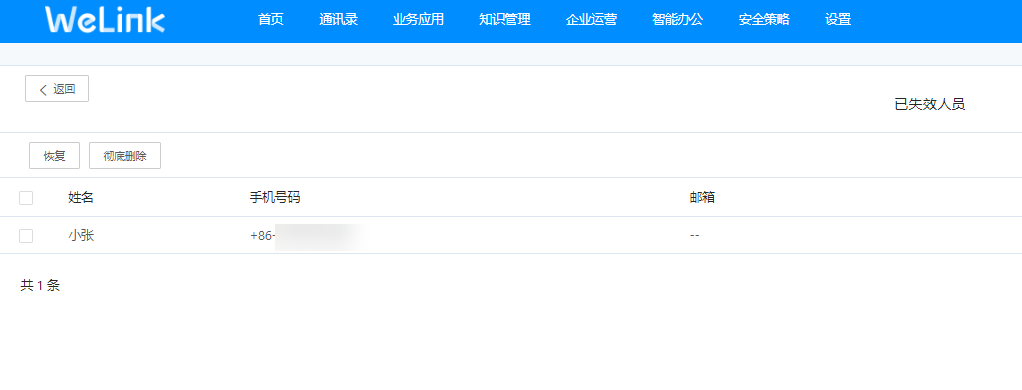 WeLink 首页 通讯录 业务应用 知识管理 企业运营 智能办公 安全策略 设置
返回
已失效人员
恢复 彻底删除
姓名 手机号码 邮箱
小张 +86- --
共 1 条